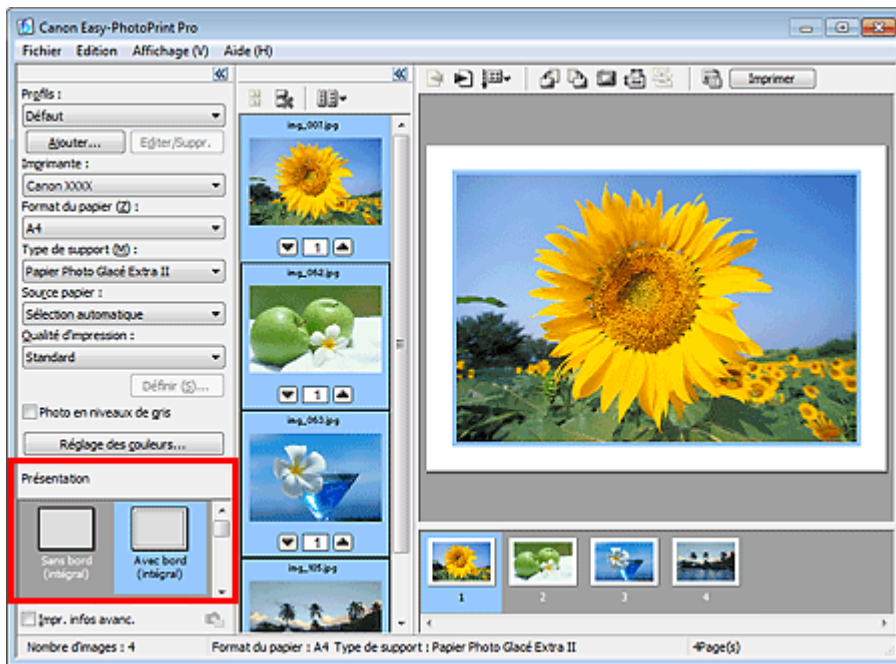 Canon Easy-PhotoPrint Pro
Fichier Edition Affichage (V) Aide (H)
Profils :
Défaut
Ajouter... Editer/Suppr.
Imprimante :
Canon XXXX
Format du papier (Z) :
A4
Type de support (M) :
Papier Photo Glacé Extra II
Source papier :
Sélection automatique
Qualité d'impression :
Standard
Définir (S)...
Photo en niveaux de gris
Réglage des couleurs...
Présentation
Sans bord
(intégral)
Avec bord
(intégral)
Impr. infos avanc.
img_001.jpg
1
img_062.jpg
1
img_063.jpg
1
img_105.jpg
Imprimer
1 2 3 4
Nombre d'images : 4 Format du papier : A4 Type de support : Papier Photo Glacé Extra II 4Page(s)